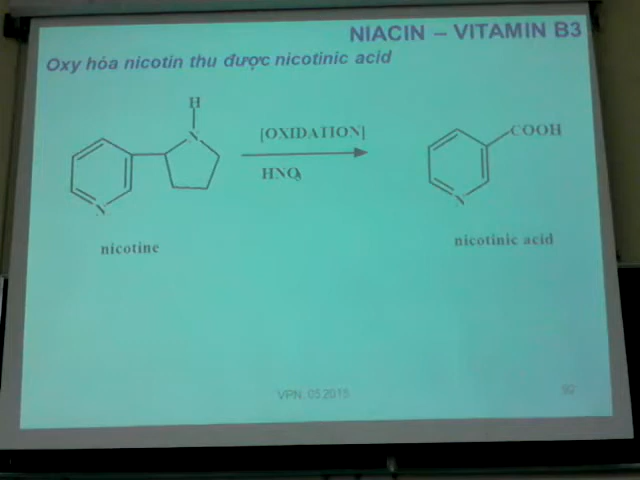 NIACIN – VITAMIN B3
Oxy hóa nicotin thu được nicotinic acid
H
N
[OXIDATION]
HNO3
N
nicotine
COOH
N
nicotinic acid
VPN, 05.2015